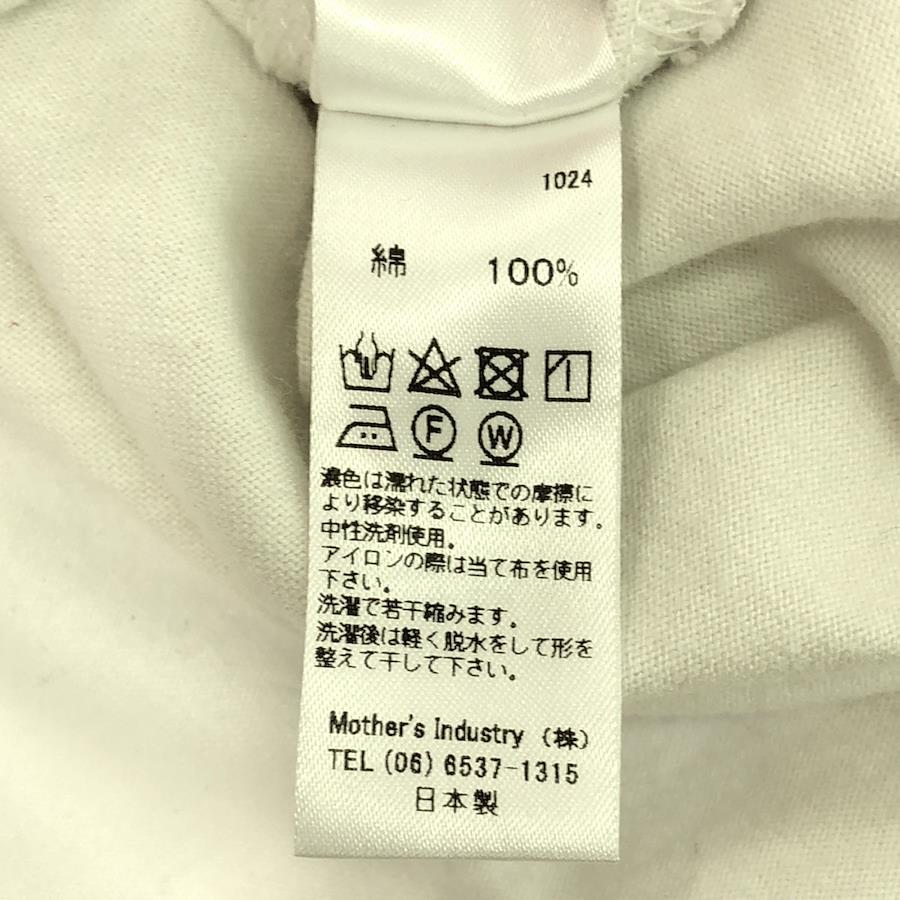 1024
綿 100%
F W
濃色は濡れた状態での摩擦に
より移染することがあります。
中性洗剤使用。
アイロンの際は当て布を使用
下さい。
洗濯で若干縮みます。
洗濯後は軽く脱水をして形を
整えて干して下さい。
Mother's Industry (株)
TEL (06) 6537-1315
日本製